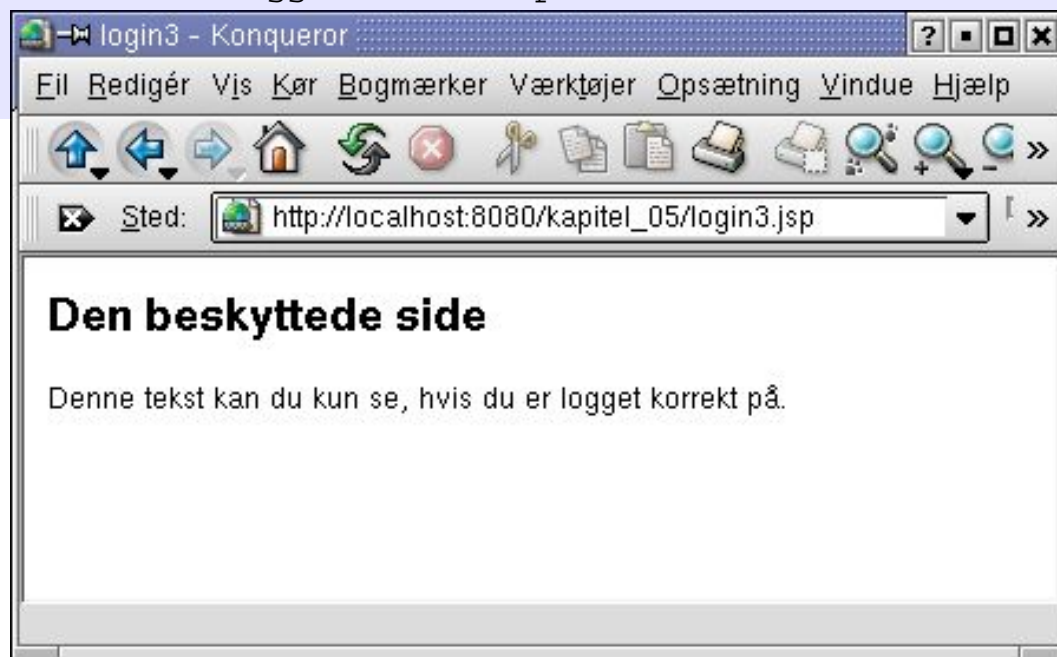 login3 - Konqueror
Fil Redigér Vis Kør Bogmærker Værktøjer Opsætning Vindue Hjælp
Sted: http://localhost:8080/kapitel_05/login3.jsp
Den beskyttede side
Denne tekst kan du kun se, hvis du er logget korrekt på.